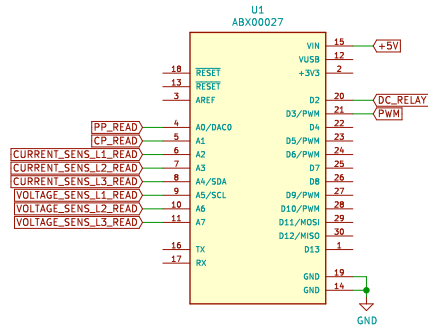 U1
ABX00027
VIN 15 +5V
VUSB 12
18 RESET +3V3 2
13 RESET
3 AREF D2 20 DC_RELAY
D3/PWM 21 PWM
PP_READ 4 A0/DAC0 D4 22
CP_READ 5 A1 D5/PWM 23
CURRENT_SENS_L1_READ 6 A2 D6/PWM 24
CURRENT_SENS_L2_READ 7 A3 D7 25
CURRENT_SENS_L3_READ 8 A4/SDA D8 26
VOLTAGE_SENS_L1_READ 9 A5/SCL D9/PWM 27
VOLTAGE_SENS_L2_READ 10 A6 D10/PWM 28
VOLTAGE_SENS_L3_READ 11 A7 D11/MOSI 29
D12/MISO 30
16 TX D13 1
17 RX
GND 19
GND 14
GND